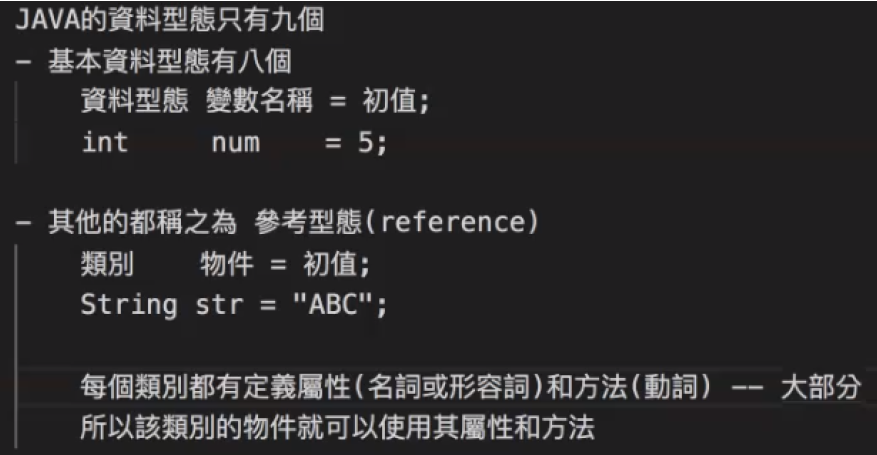 JAVA的資料型態只有九個
- 基本資料型態有八個
資料型態 變數名稱 = 初值;
int num = 5;
- 其他的都稱之為 參考型態(reference)
類別 物件 = 初值;
String str = "ABC";
每個類別都有定義屬性(名詞或形容詞)和方法(動詞) -- 大部分
所以該類別的物件就可以使用其屬性和方法